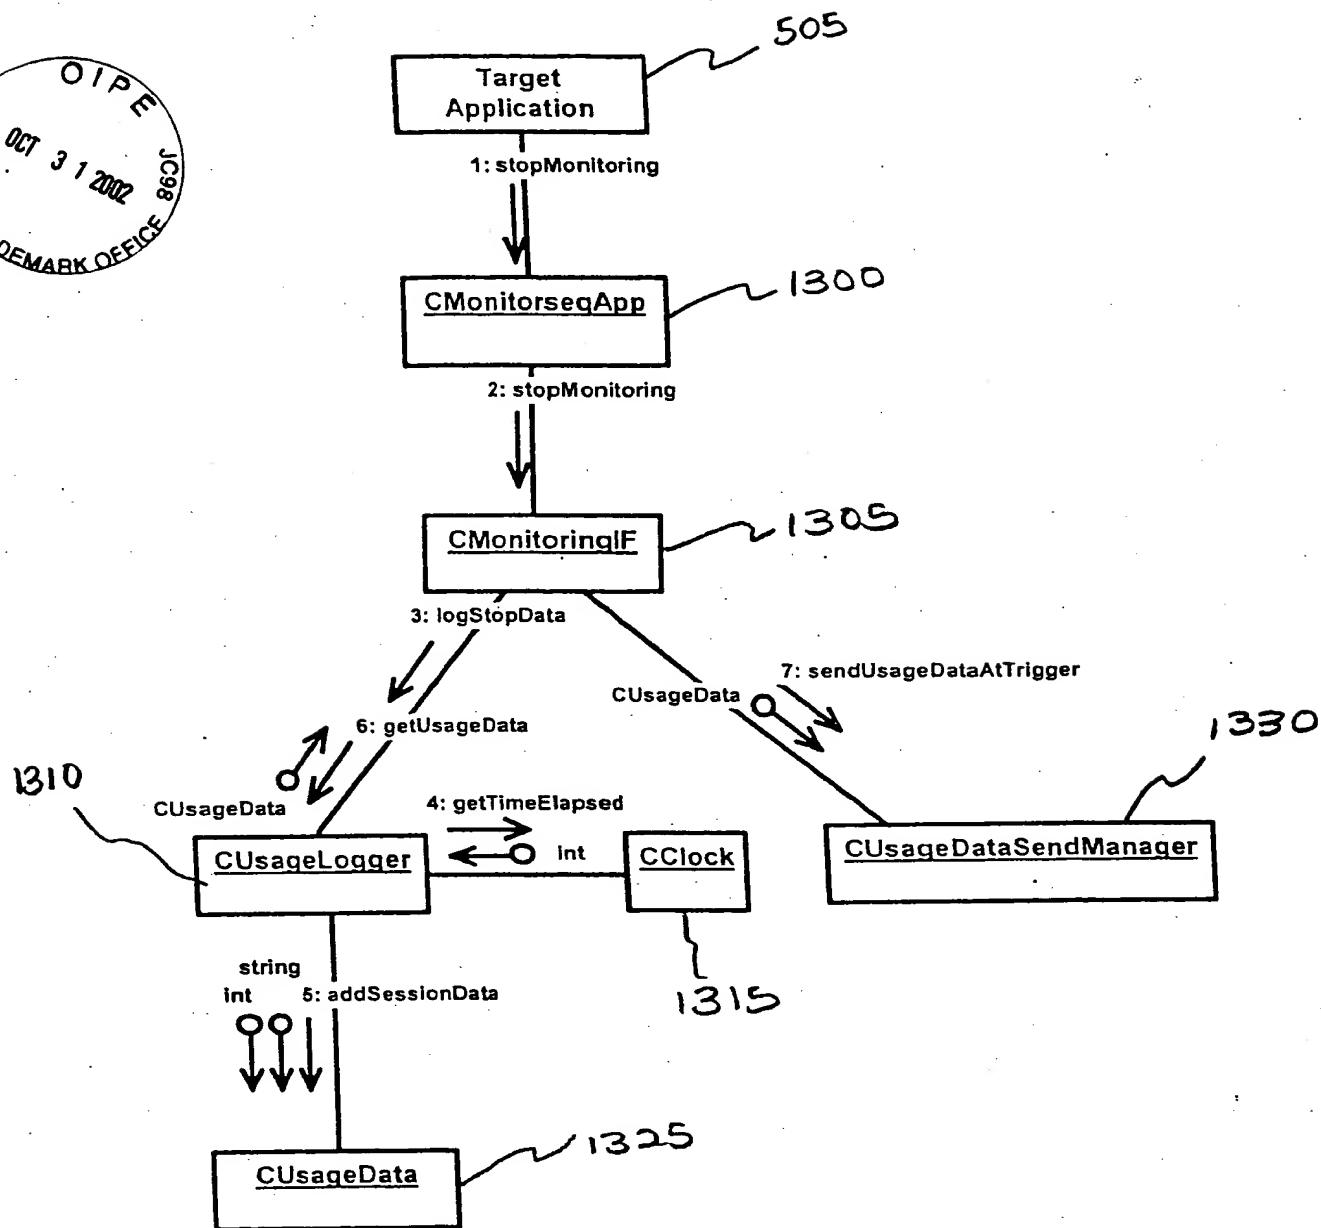 505
OIPE
OCT 31 2002
JC98
DEMARK OFFICE
Target
Application
1: stopMonitoring
CMonitorseqApp
1300
2: stopMonitoring
CMonitoringIF
1305
3: logStopData
7: sendUsageDataAtTrigger
CUsageData
6: getUsageData
1330
1310
CUsageData
4: getTimeElapsed
int
CUsageLogger
CClock
CUsageDataSendManager
string
int
5: addSessionData
1315
1325
CUsageData